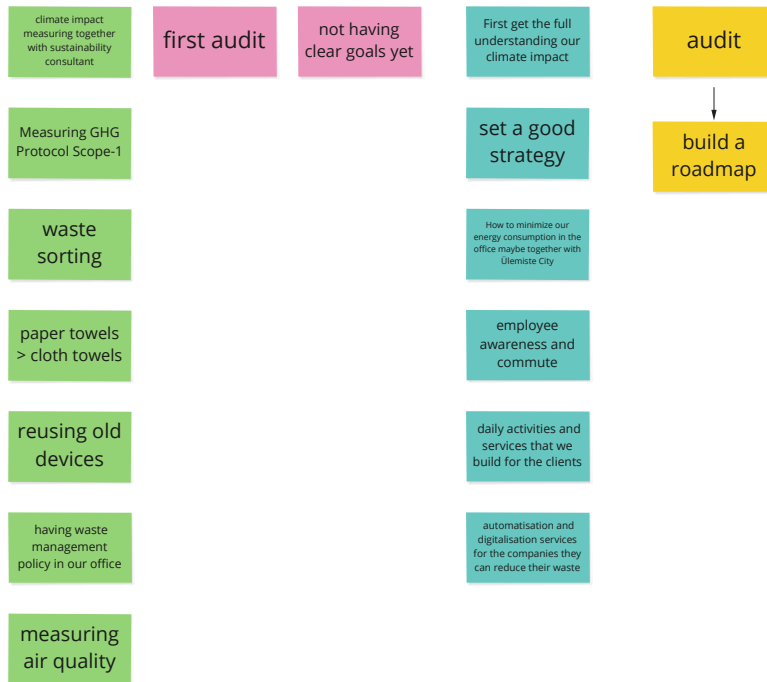 climate impact
measuring together
with sustainability
consultant
Measuring GHG
Protocol Scope-1
waste
sorting
paper towels
> cloth towels
reusing old
devices
having waste
management
policy in our office
measuring
air quality
first audit
not having
clear goals yet
First get the full
understanding our
climate impact
set a good
strategy
How to minimize our
energy consumption in the
office maybe together with
Ülemiste City
employee
awareness and
commute
daily activities and
services that we
build for the clients
automatisation and
digitalisation services
for the companies they
can reduce their waste
audit
build a
roadmap